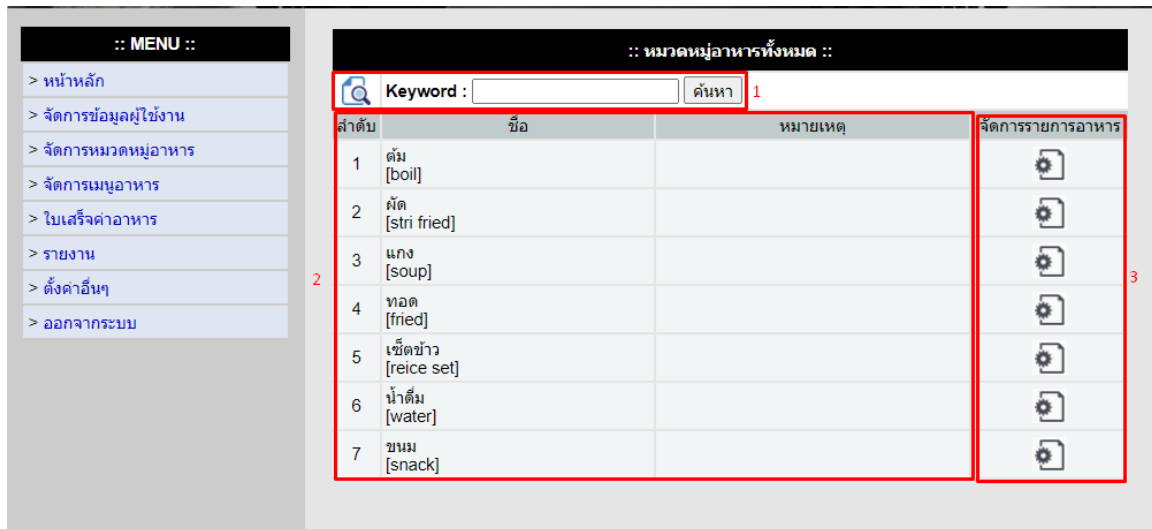 :: MENU ::
> หน้าหลัก
> จัดการข้อมูลผู้ใช้งาน
> จัดการหมวดหมู่อาหาร
> จัดการเมนูอาหาร
> ใบเสร็จค่าอาหาร
> รายงาน
> ตั้งค่าอื่นๆ
> ออกจากระบบ
:: หมวดหมู่อาหารทั้งหมด ::
Keyword : ค้นหา 1
ลำดับ ชื่อ หมายเหตุ จัดการรายการอาหาร
1 ต้ม
[boil]
2 ผัด
[stri fried]
3 แกง
[soup]
2
3
4 ทอด
[fried]
5 เซ็ตข้าว
[reice set]
6 น้ำดื่ม
[water]
7 ขนม
[snack]